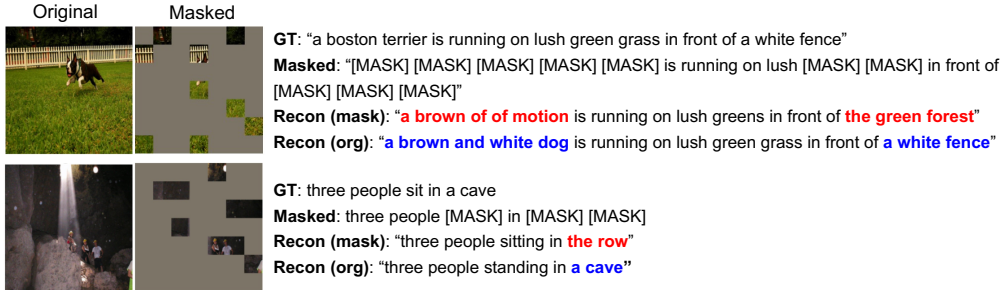 Original Masked
GT: “a boston terrier is running on lush green grass in front of a white fence”
Masked: “[MASK] [MASK] [MASK] [MASK] [MASK] is running on lush [MASK] [MASK] in front of
[MASK] [MASK] [MASK]”
Recon (mask): “a brown of of motion is running on lush greens in front of the green forest”
Recon (org): “a brown and white dog is running on lush green grass in front of a white fence”
GT: three people sit in a cave
Masked: three people [MASK] in [MASK] [MASK]
Recon (mask): “three people sitting in the row”
Recon (org): “three people standing in a cave”